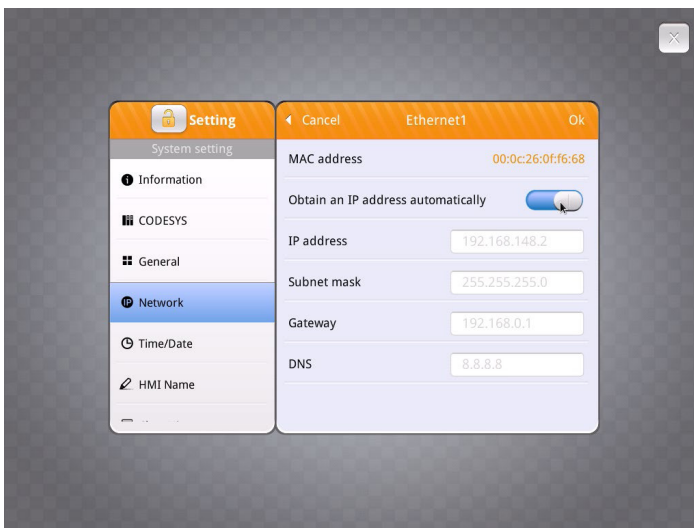 Setting
System setting
Information
CODESYS
General
IP Network
Time/Date
HMI Name
Cancel Ethernet1 Ok
MAC address 00:0c:26:0f:f6:68
Obtain an IP address automatically
IP address 192.168.148.2
Subnet mask 255.255.255.0
Gateway 192.168.0.1
DNS 8.8.8.8